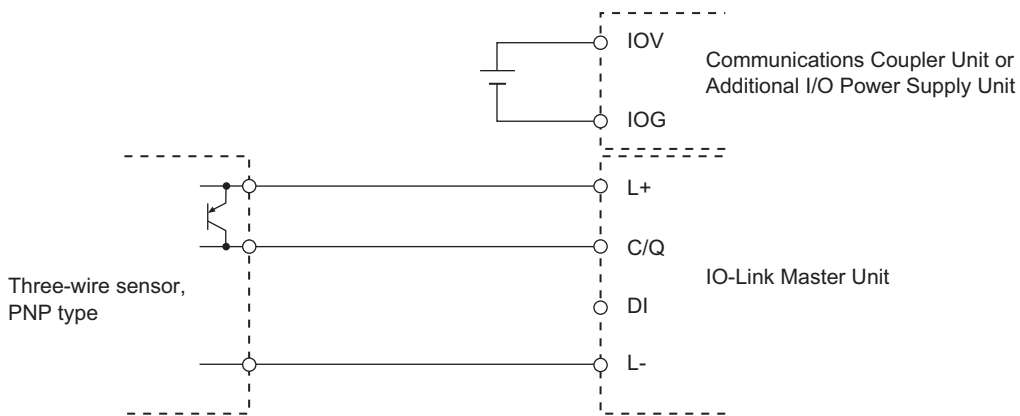 IOV
Communications Coupler Unit or
Additional I/O Power Supply Unit
IOG
L+
C/Q
IO-Link Master Unit
Three-wire sensor,
PNP type
DI
L-